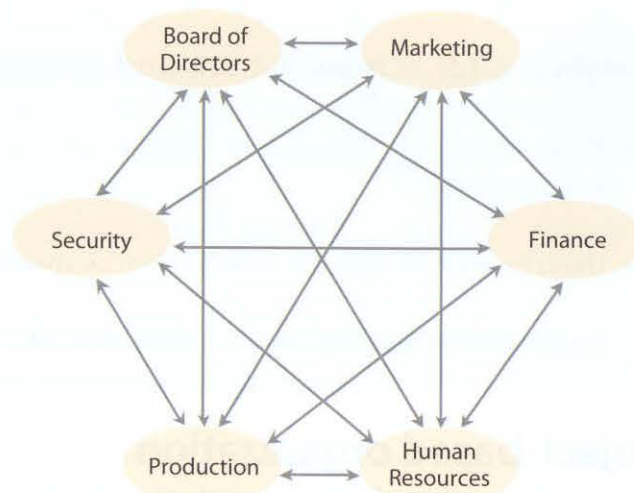 Board of
Directors
Marketing
Security
Finance
Production
Human
Resources